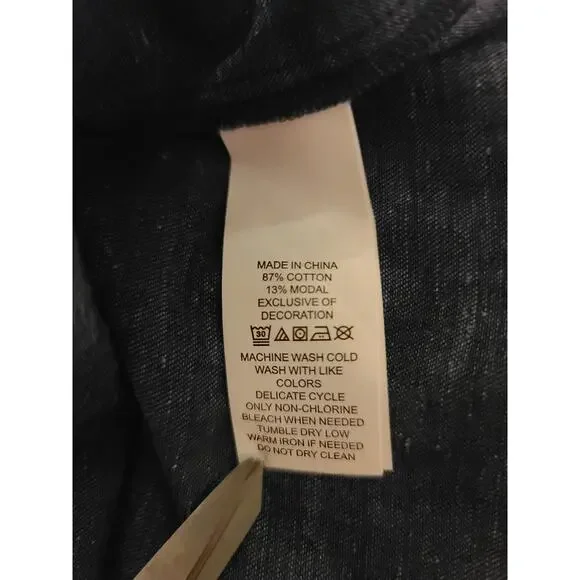 MADE IN CHINA
87% COTTON
13% MODAL
EXCLUSIVE OF
DECORATION
30
MACHINE WASH COLD
WASH WITH LIKE
COLORS
DELICATE CYCLE
ONLY NON-CHLORINE
BLEACH WHEN NEEDED
TUMBLE DRY LOW
WARM IRON IF NEEDED
DO NOT DRY CLEAN